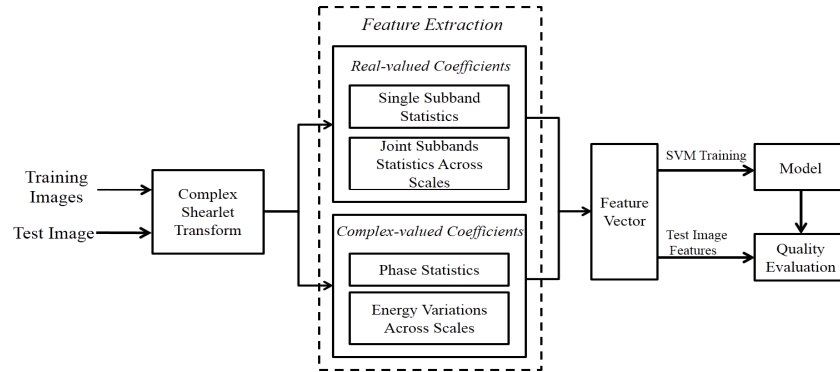 Feature Extraction
Real-valued Coefficients
Single Subband
Statistics
Joint Subbands
Statistics Across
Scales
Training
Images
Test Image
Complex
Shearlet
Transform
Complex-valued Coefficients
Phase Statistics
Energy Variations
Across Scales
Feature
Vector
SVM Training
Model
Test Image
Features
Quality
Evaluation